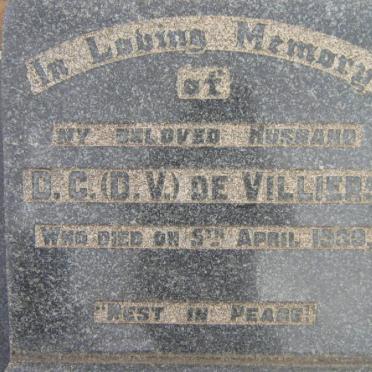 In Loving Memory
of
MY BELOVED HUSBAND
D.C.(D.V.) DE VILLIERS
WHO DIED ON 5TH APRIL
"REST IN PEACE"